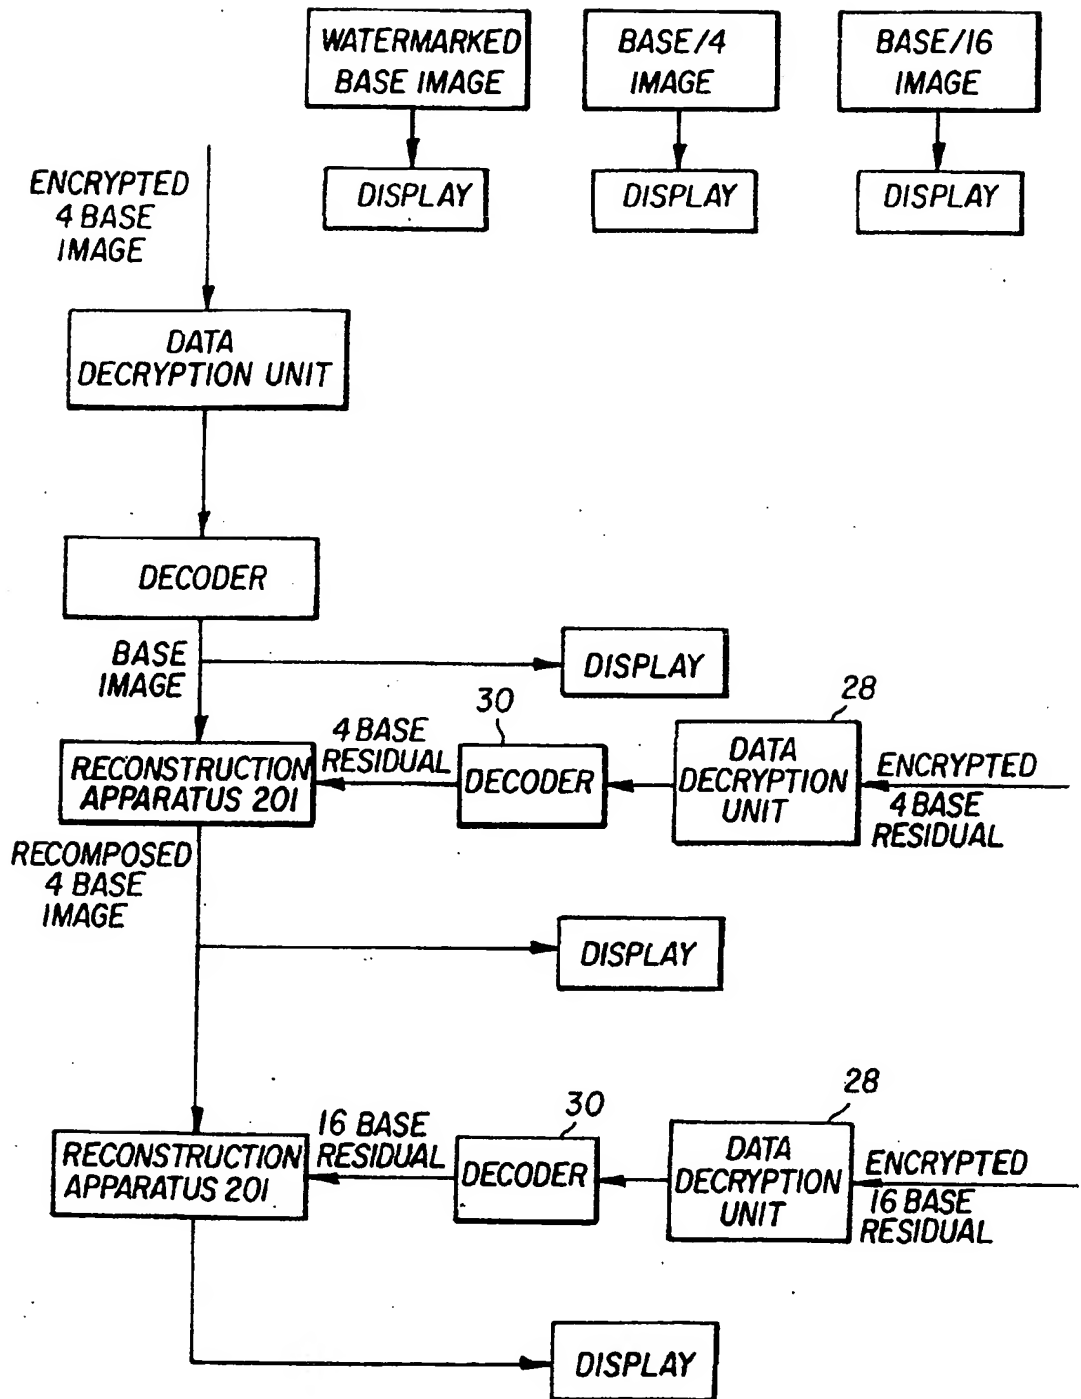 WATERMARKED
BASE IMAGE
BASE/4
IMAGE
BASE/16
IMAGE
DISPLAY
DISPLAY
DISPLAY
ENCRYPTED
4 BASE
IMAGE
DATA
DECRYPTION UNIT
DECODER
BASE
IMAGE
DISPLAY
RECONSTRUCTION
APPARATUS 201
4 BASE
RESIDUAL
30
DECODER
28
DATA
DECRYPTION
UNIT
ENCRYPTED
4 BASE
RESIDUAL
RECOMPOSED
4 BASE
IMAGE
DISPLAY
RECONSTRUCTION
APPARATUS 201
16 BASE
RESIDUAL
30
DECODER
28
DATA
DECRYPTION
UNIT
ENCRYPTED
16 BASE
RESIDUAL
DISPLAY